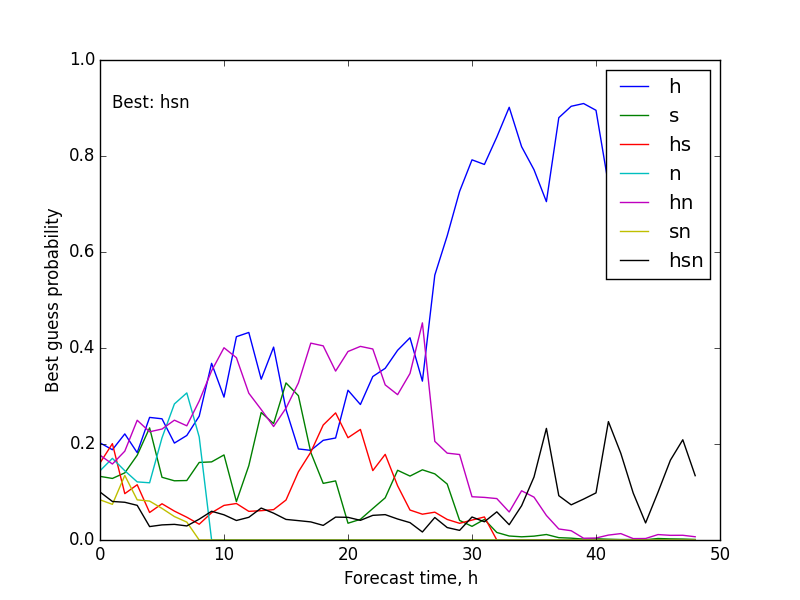 1.0
0.8
0.6
0.4
0.2
0.0
0
10
20
30
40
50
Best guess probability
Forecast time, h
Best: hsn
h
s
hs
n
hn
sn
hsn